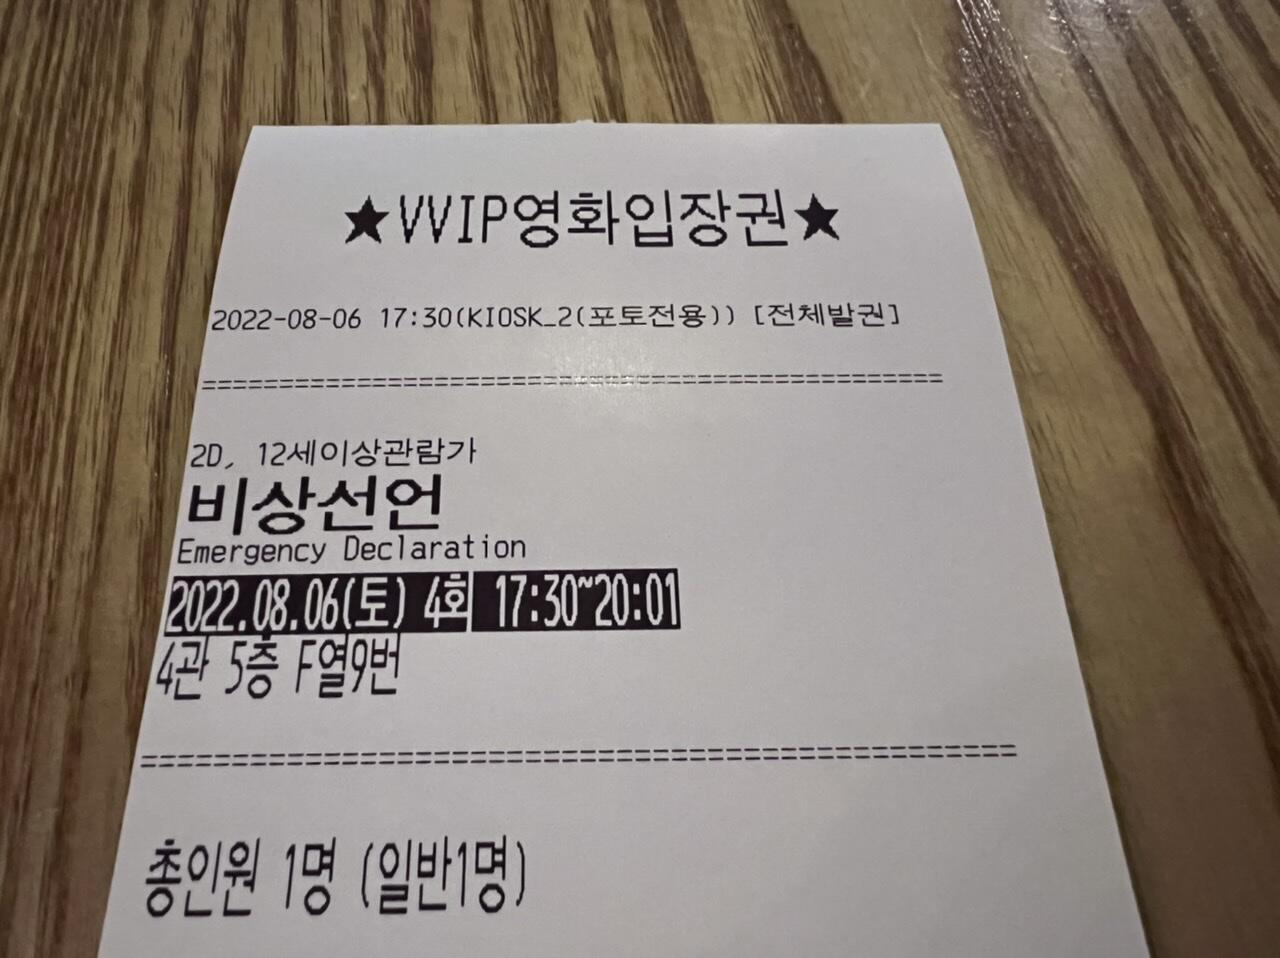 ★VVIP영화입장권★
2022-08-06 17:30(KIOSK_2(포토전용)) [전체발권]
================================================
2D, 12세이상관람가
비상선언
Emergency Declaration
2022.08.06(토) 4회 17:30~20:01
4관 5층 F열9번
================================================
총인원 1명 (일반1명)